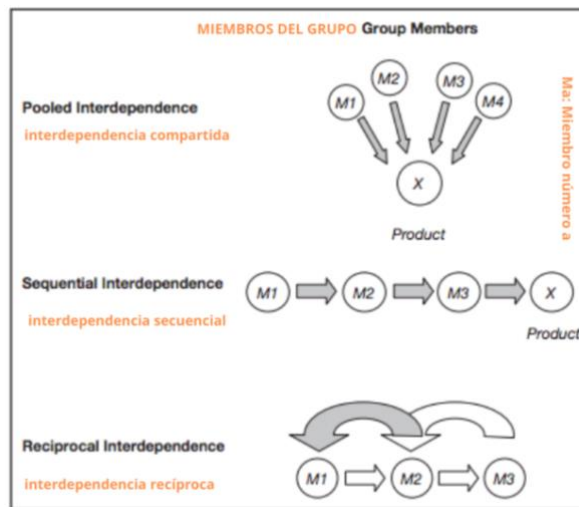 MIEMBROS DEL GRUPO Group Members
M1 M2 M3 M4
Pooled Interdependence
interdependencia compartida
X
Product
Ma: Miembro número a
Sequential Interdependence
M1 M2 M3 X
interdependencia secuencial
Product
Reciprocal Interdependence
M1 M2 M3
interdependencia recíproca